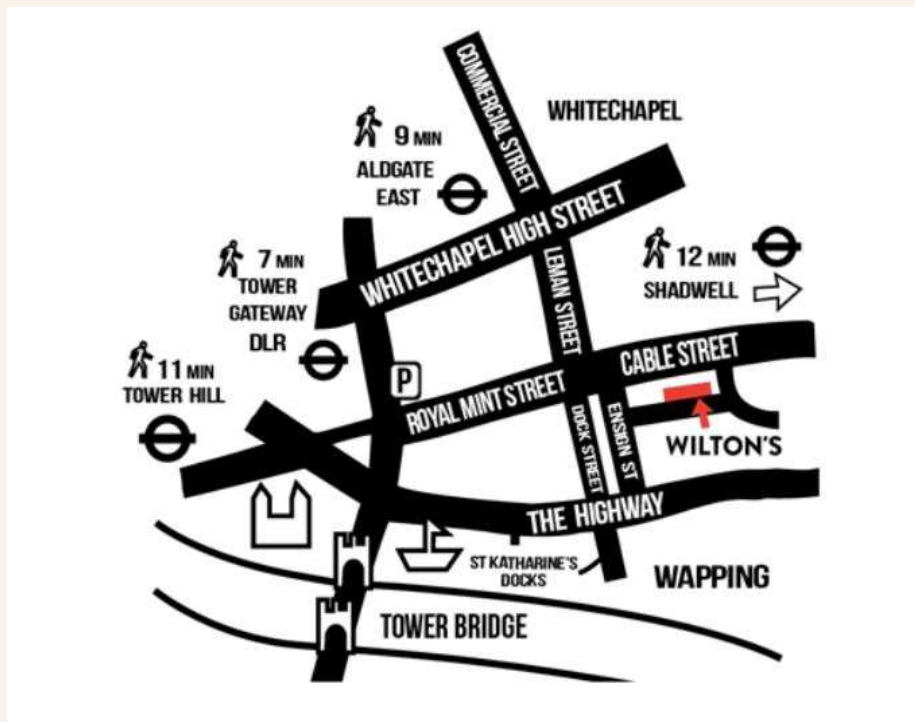 COMMERCIAL STREET
WHITECHAPEL
9 MIN
ALDGATE
EAST
WHITECHAPEL HIGH STREET
7 MIN
TOWER
GATEWAY
DLR
12 MIN
SHADWELL
LEMAN STREET
11 MIN
TOWER HILL
P
ROYAL MINT STREET
CABLE STREET
DOCK STREET
ENSIGN ST
WILTON'S
THE HIGHWAY
ST KATHARINE'S
DOCKS
WAPPING
TOWER BRIDGE